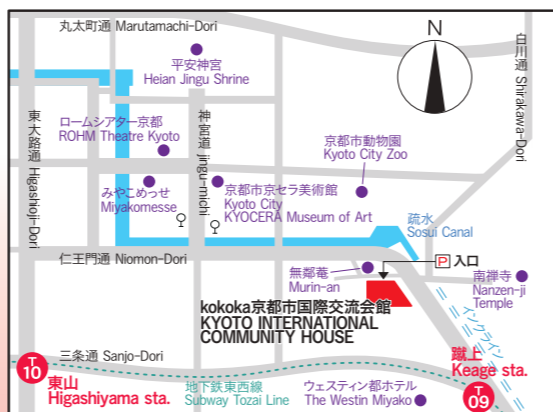 丸太町通 Marutamachi-Dori
N
白川通 Shirakawa-Dori
平安神宮
Heian Jingu Shrine
東大路通 Higashioji-Dori
ロームシアター京都
ROHM Theatre Kyoto
神宮道 jingu-michi
京都市動物園
Kyoto City Zoo
みやこめっせ
Miyakomesse
京都市京セラ美術館
Kyoto City
KYOCERA Museum of Art
疏水
Sosui Canal
仁王門通 Niomon-Dori
無鄰菴
Murin-an
P 入口
南禅寺
Nanzen-ji
Temple
kokoka京都市国際交流会館
KYOTO INTERNATIONAL
COMMUNITY HOUSE
インクライン
三条通 Sanjo-Dori
蹴上
Keage sta.
T
10
東山
Higashiyama sta.
地下鉄東西線
Subway Tozai Line
ウェスティン都ホテル
The Westin Miyako
T
09